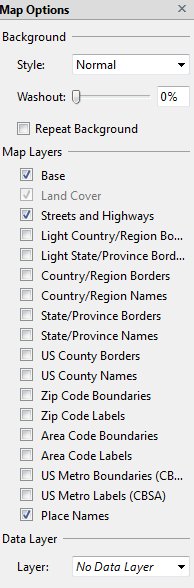 Map Options
Background
Style: Normal
Washout: 0%
Repeat Background
Map Layers
Base
Land Cover
Streets and Highways
Light Country/Region Bo...
Light State/Province Bord...
Country/Region Borders
Country/Region Names
State/Province Borders
State/Province Names
US County Borders
US County Names
Zip Code Boundaries
Zip Code Labels
Area Code Boundaries
Area Code Labels
US Metro Boundaries (CB...
US Metro Labels (CBSA)
Place Names
Data Layer
Layer: No Data Layer